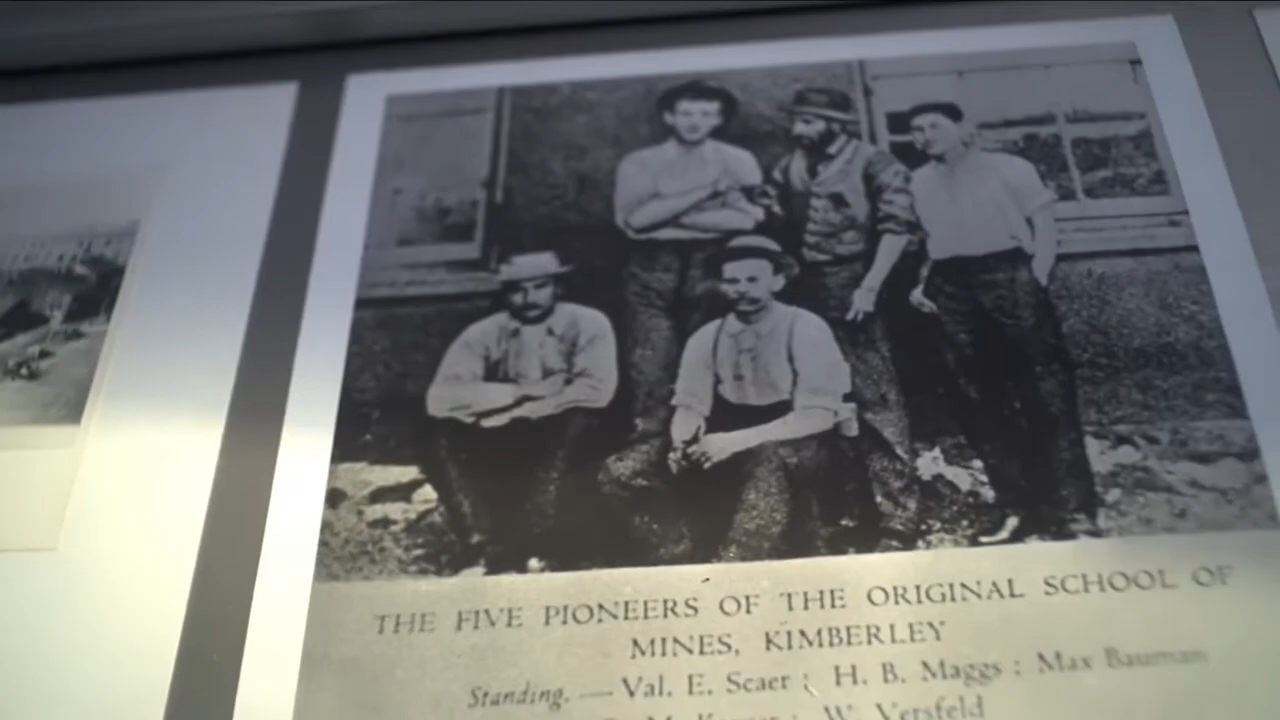 THE FIVE PIONEERS OF THE ORIGINAL SCHOOL OF
MINES, KIMBERLEY
Standing. — Val. E. Scaer ; H. B. Maggs ; Max Bauman
W. Versfeld